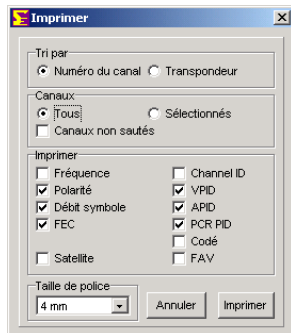 Imprimer
Tri par
Numéro du canal Transpondeur
Canaux
Tous Sélectionnés
Canaux non sautés
Imprimer
Fréquence Channel ID
Polarité VPID
Débit symbole APID
FEC PCR PID
Codé
Satellite FAV
Taille de police
4 mm Annuler Imprimer